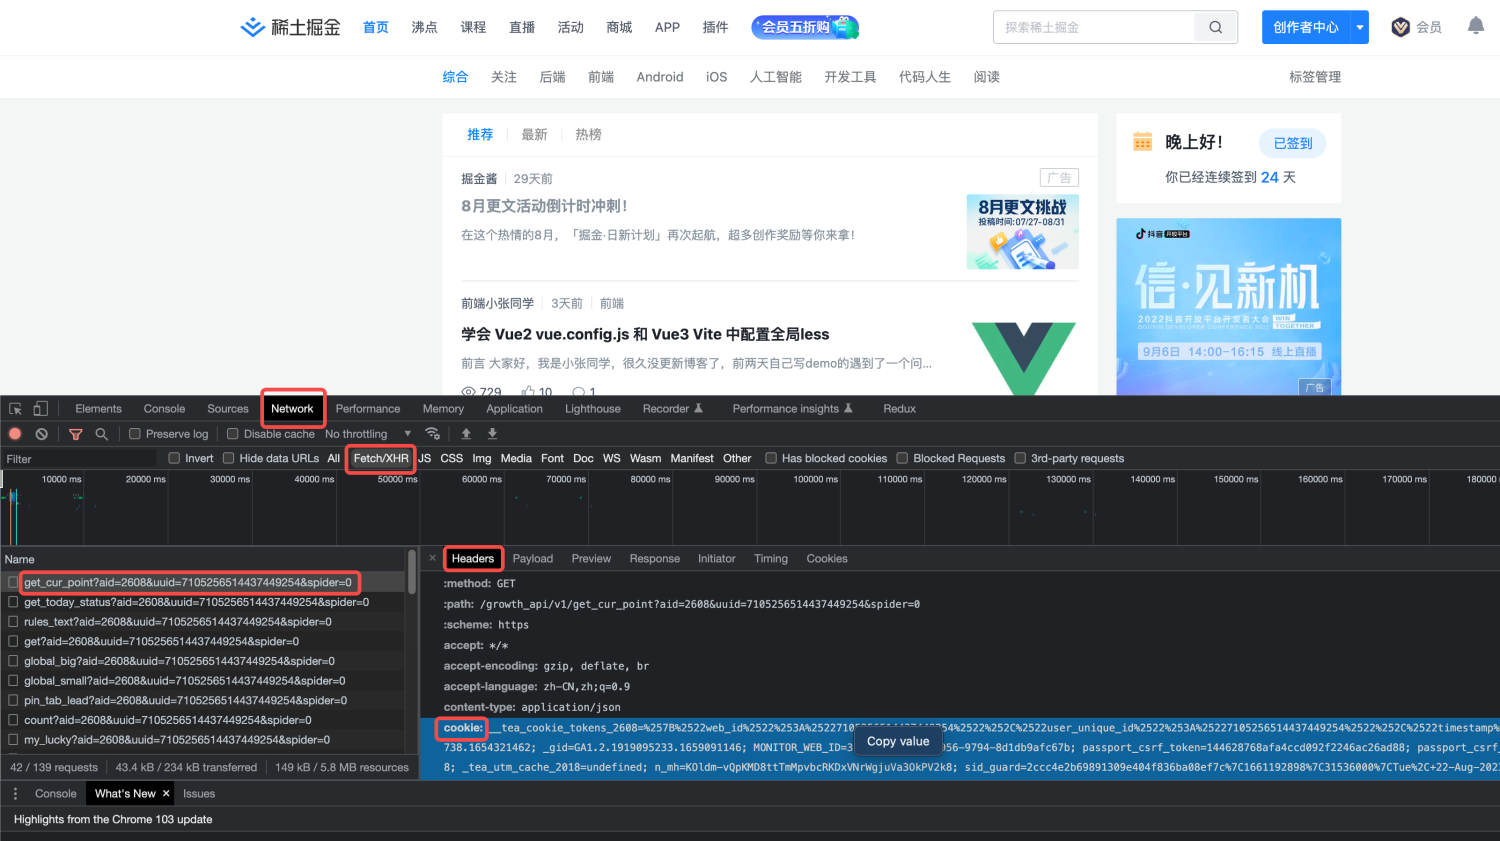 稀土掘金 首页 沸点 课程 直播 活动 商城 APP 插件 会员五折购 探索稀土掘金 创作者中心 会员
综合 关注 后端 前端 Android iOS 人工智能 开发工具 代码人生 阅读 标签管理
推荐 最新 热榜
掘金酱 29天前 广告
8月更文活动倒计时冲刺！
在这个热情的8月，「掘金·日新计划」再次起航，超多创作奖励等你来拿！
8月更文挑战
投稿时间:07/27-08/31
前端小张同学 3天前 前端
学会 Vue2 vue.config.js 和 Vue3 Vite 中配置全局less
前言 大家好，我是小张同学，很久没更新博客了，前两天自己写demo的遇到了一个问...
729 10 1
晚上好！ 已签到
你已经连续签到 24 天
抖音 开放平台
信·见新机
2022抖音开放平台开发者大会 WIN TOGETHER
DOUYIN DEVELOPER CONFERENCE 2022
9月6日 14:00-16:15 线上直播
广告
Elements Console Sources Network Performance Memory Application Lighthouse Recorder Performance insights Redux
Preserve log Disable cache No throttling
Filter Invert Hide data URLs All Fetch/XHR JS CSS Img Media Font Doc WS Wasm Manifest Other Has blocked cookies Blocked Requests 3rd-party requests
10000 ms 20000 ms 30000 ms 40000 ms 50000 ms 60000 ms 70000 ms 80000 ms 90000 ms 100000 ms 110000 ms 120000 ms 130000 ms 140000 ms 150000 ms 160000 ms 170000 ms 180000
Name
get_cur_point?aid=2608&uuid=7105256514437449254&spider=0
get_today_status?aid=2608&uuid=7105256514437449254&spider=0
rules_text?aid=2608&uuid=7105256514437449254&spider=0
get?aid=2608&uuid=7105256514437449254&spider=0
global_big?aid=2608&uuid=7105256514437449254&spider=0
global_small?aid=2608&uuid=7105256514437449254&spider=0
pin_tab_lead?aid=2608&uuid=7105256514437449254&spider=0
count?aid=2608&uuid=7105256514437449254&spider=0
my_lucky?aid=2608&uuid=7105256514437449254&spider=0
42 / 139 requests 43.4 kB / 234 kB transferred 149 kB / 5.8 MB resources
Headers Payload Preview Response Initiator Timing Cookies
:method: GET
:path: /growth_api/v1/get_cur_point?aid=2608&uuid=7105256514437449254&spider=0
:scheme: https
accept: */*
accept-encoding: gzip, deflate, br
accept-language: zh-CN,zh;q=0.9
content-type: application/json
cookie: __tea_cookie_tokens_2608=%257B%2522web_id%2522%253A%25227105256514437449254%2522%252C%2522user_unique_id%2522%253A%25227105256514437449254%2522%252C%2522timestamp%
738.1654321462; _gid=GA1.2.1919095233.1659091146; MONITOR_WEB_ID=3 956-9794-8d1db9afc67b; passport_csrf_token=144628768afa4ccd092f2246ac26ad88; passport_csrf_
8; _tea_utm_cache_2018=undefined; n_mh=KOldm-vQpKMD8ttTmMpvbcRKDxVNrWgjuVa3OkPV2k8; sid_guard=2ccc4e2b69891309e404f836ba08ef7c%7C1661192898%7C31536000%7CTue%2C+22-Aug-202
Copy value
Console What's New × Issues
Highlights from the Chrome 103 update